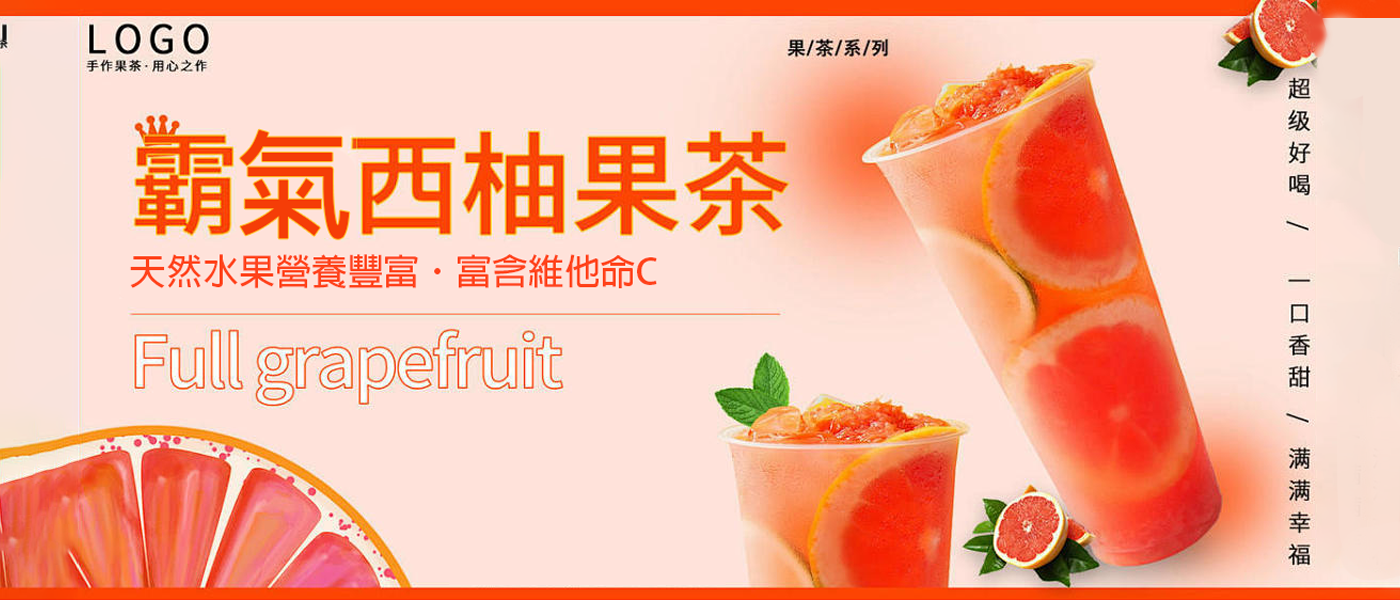 LOGO
手作果茶·用心之作
果/茶/系/列
霸氣西柚果茶
天然水果營養豐富·富含維他命C
Full grapefruit
超级好喝 / 一口香甜 / 满满幸福